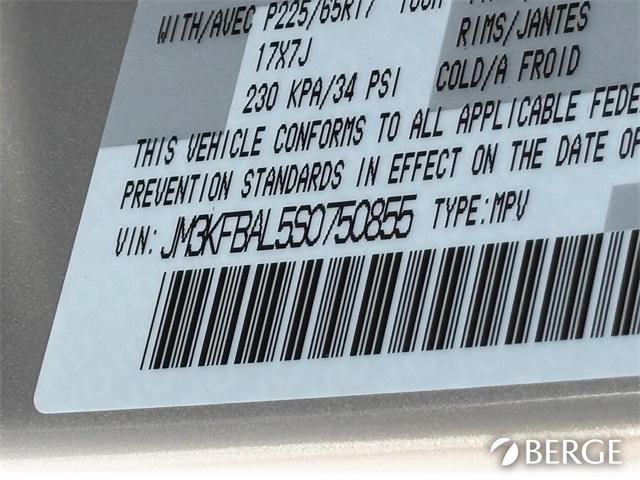 WITH/AVEC P225/65R17
RIMS/JANTES
17X7J
COLD/A FROID
230 KPA/34 PSI
THIS VEHICLE CONFORMS TO ALL APPLICABLE FEDE
PREVENTION STANDARDS IN EFFECT ON THE DATE OF
VIN: JM3KFBAL5S0750855 TYPE:MPV
BERGE